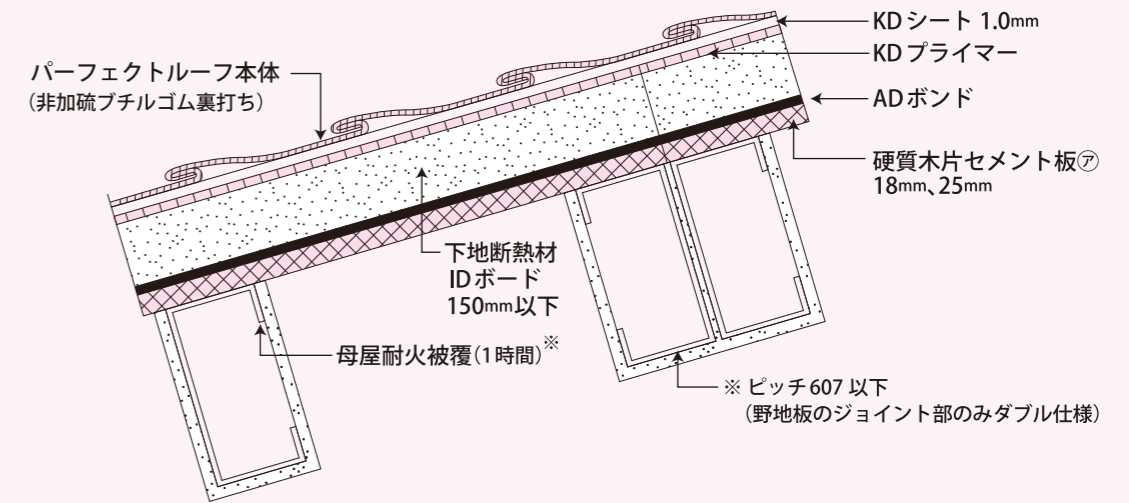 KDシート 1.0mm
KDプライマー
パーフェクトルーフ本体
(非加硫ブチルゴム裏打ち)
ADボンド
硬質木片セメント板㋐
18mm、25mm
下地断熱材
IDボード
150mm以下
母屋耐火被覆(1時間)※
※ ピッチ607 以下
(野地板のジョイント部のみダブル仕様)